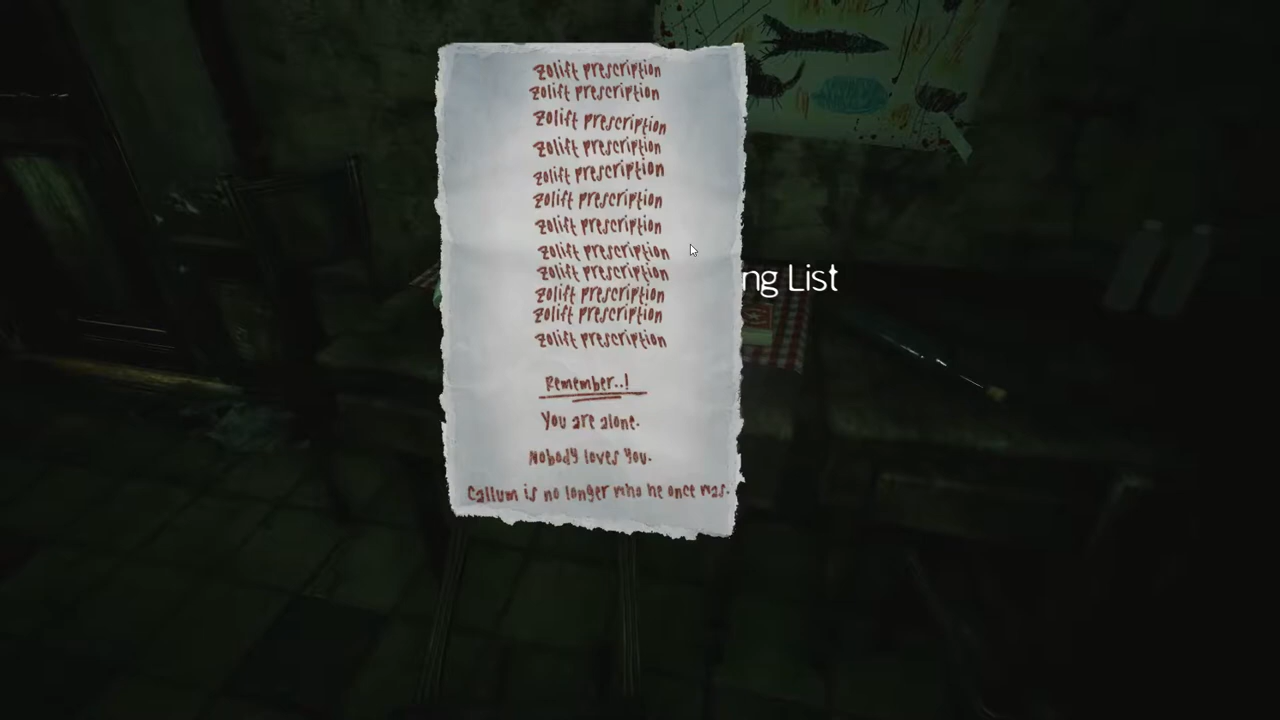 Zolift prescription
Zolift prescription
Zolift prescription
Zolift prescription
Zolift prescription
Zolift prescription
Zolift prescription
Zolift prescription
Zolift prescription
Zolift prescription
Zolift prescription
Zolift prescription
ng List
Remember..!
You are alone.
Nobody loves you.
Callum is no longer who he once was.